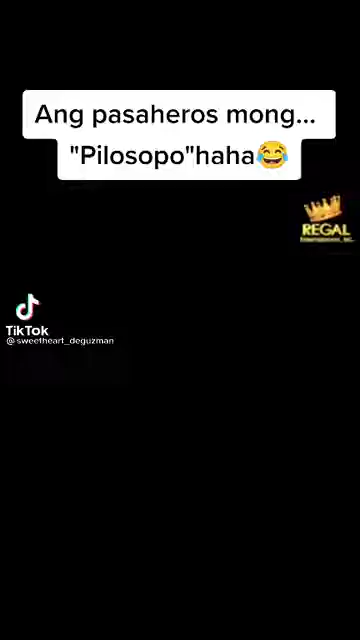 Ang pasaheros mong...
"Pilosopo"haha😂
REGAL
TikTok
@sweetheart_deguzman